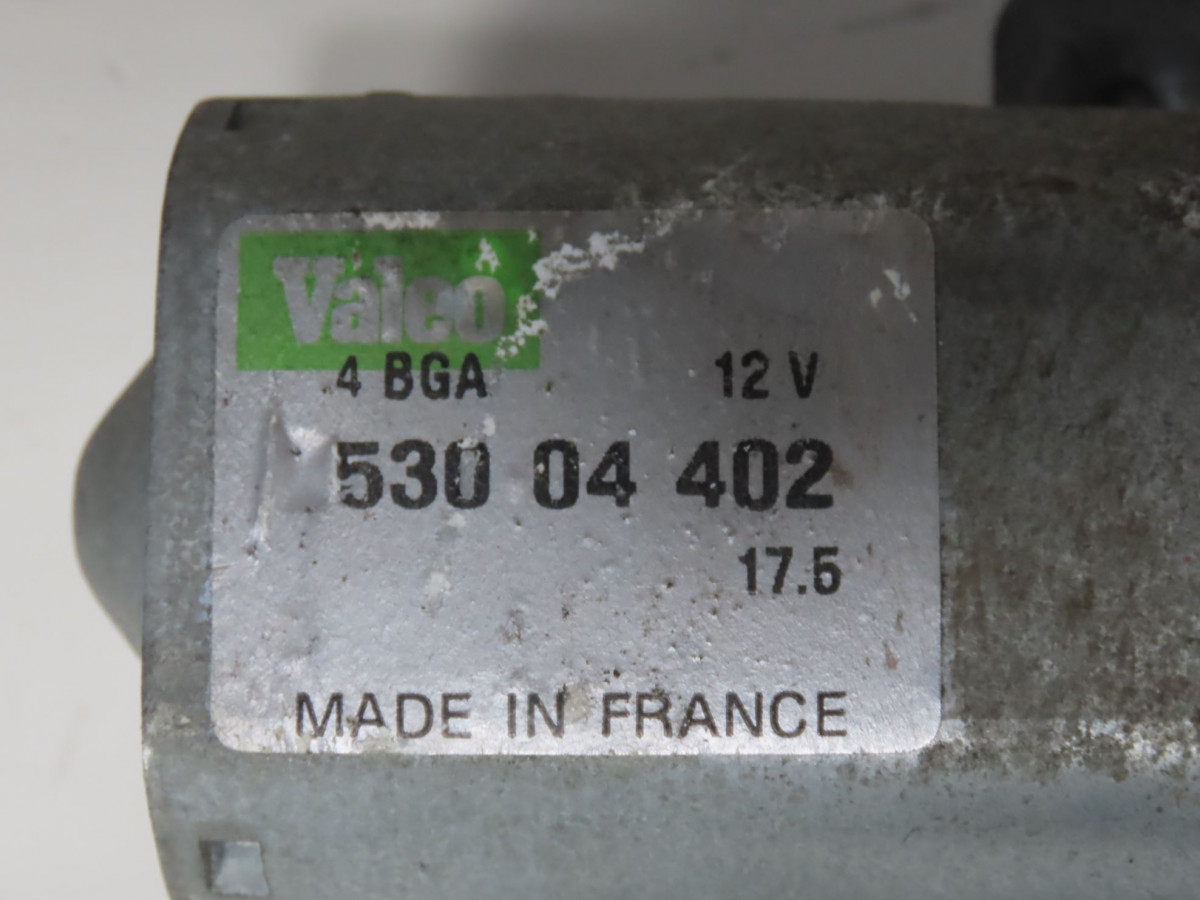 Valeo
4 BGA 12 V
530 04 402
17.5
MADE IN FRANCE